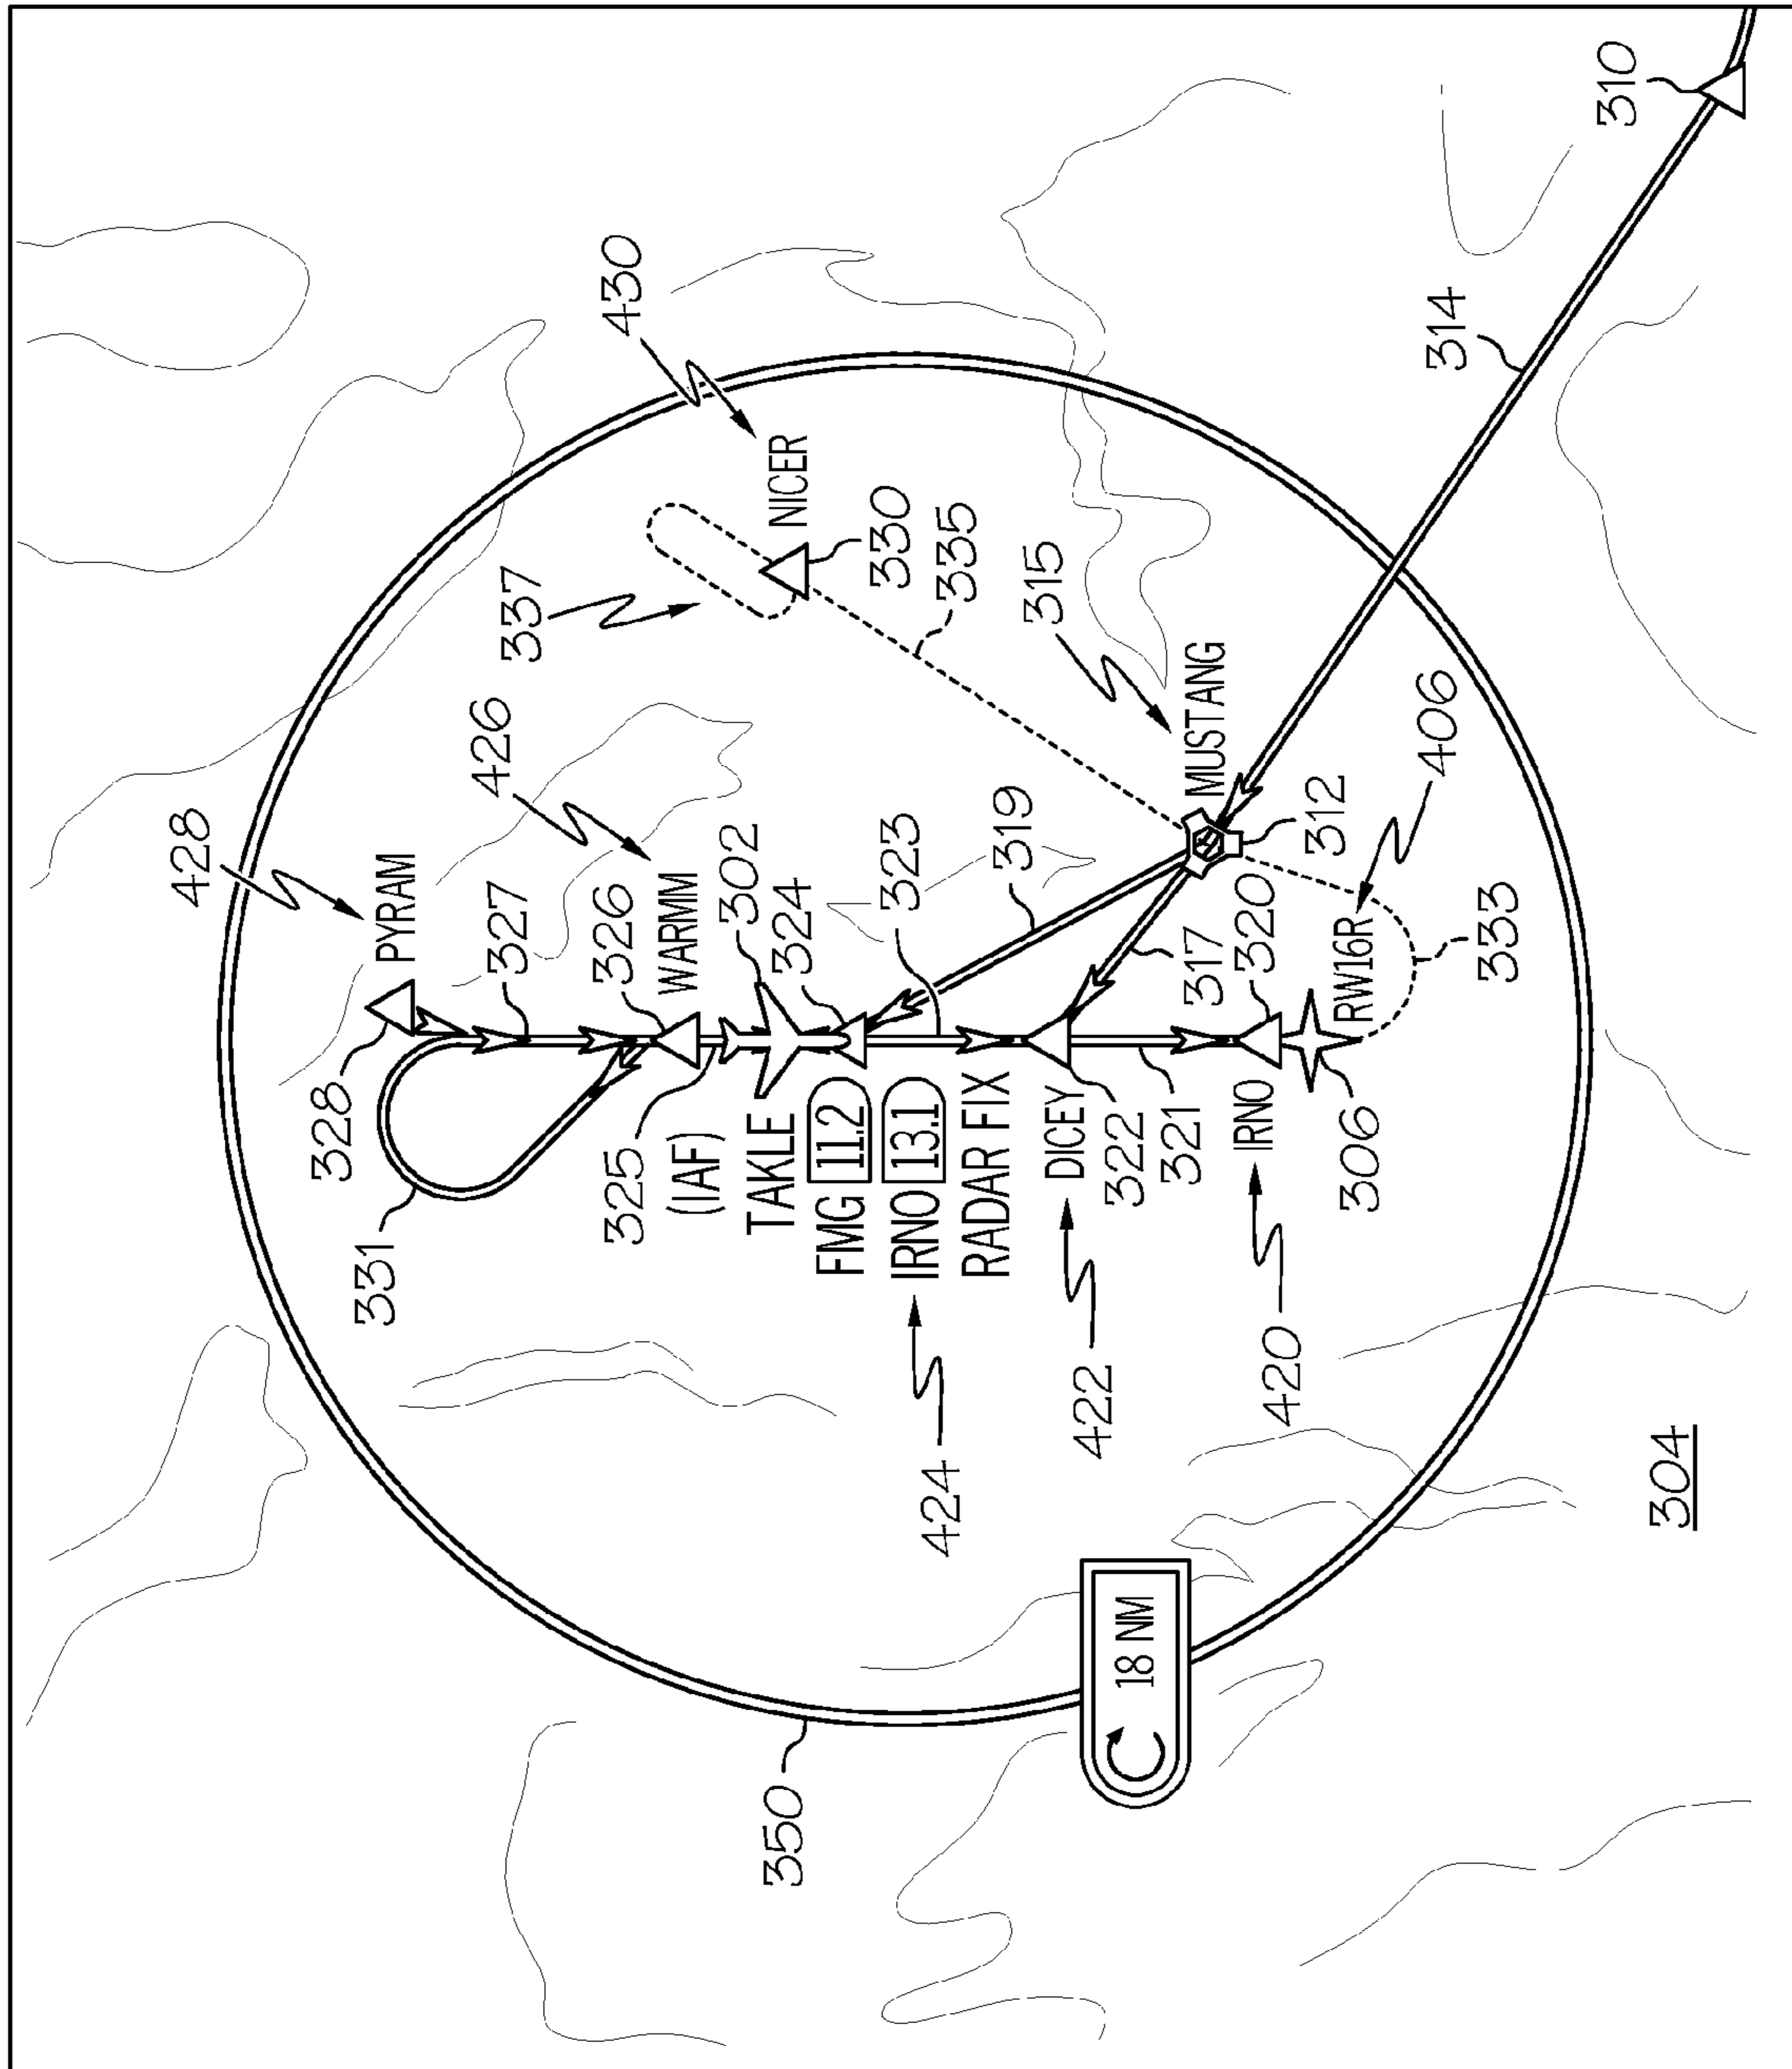 428
PYRAM
328
327
331
426
326
WARMM
302
325
(IAF)
TAKLE
324
FMG 11.2
IRNO 13.1
RADAR FIX
424
323
319
337
430
NICER
330
335
315
MUSTANG
312
DICEY
322
422
317
321
320
IRNO
420
306
RW16R
406
333
314
310
350
18 NM
304